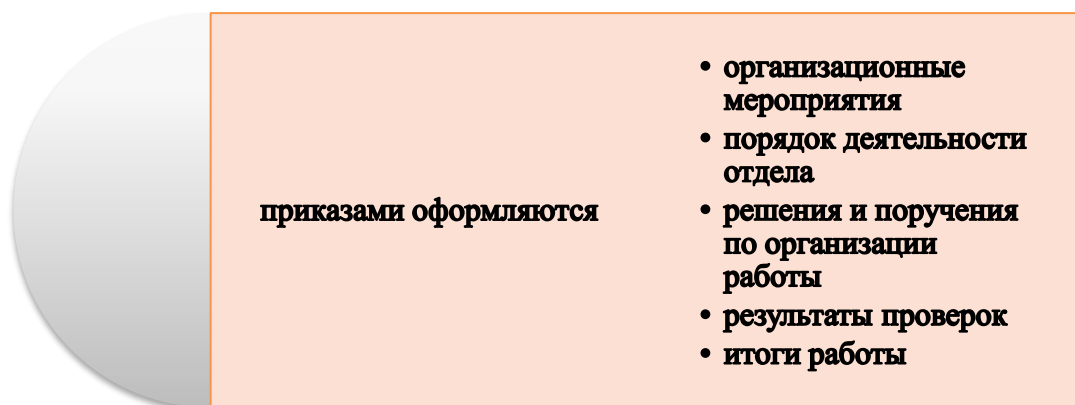 приказами оформляются
• организационные
мероприятия
• порядок деятельности
отдела
• решения и поручения
по организации
работы
• результаты проверок
• итоги работы